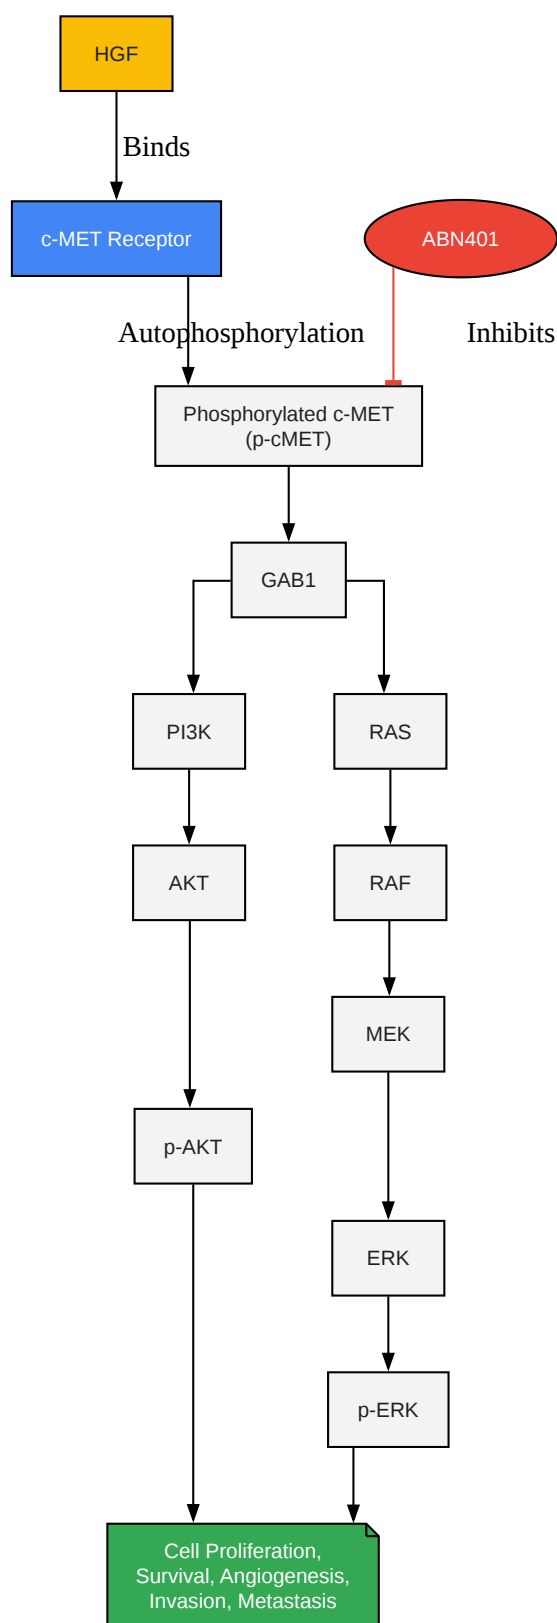 HGF
Binds
c-MET Receptor
ABN401
Autophosphorylation
Inhibits
Phosphorylated c-MET
(p-cMET)
GAB1
PI3K
RAS
AKT
RAF
MEK
p-AKT
ERK
p-ERK
Cell Proliferation,
Survival, Angiogenesis,
Invasion, Metastasis